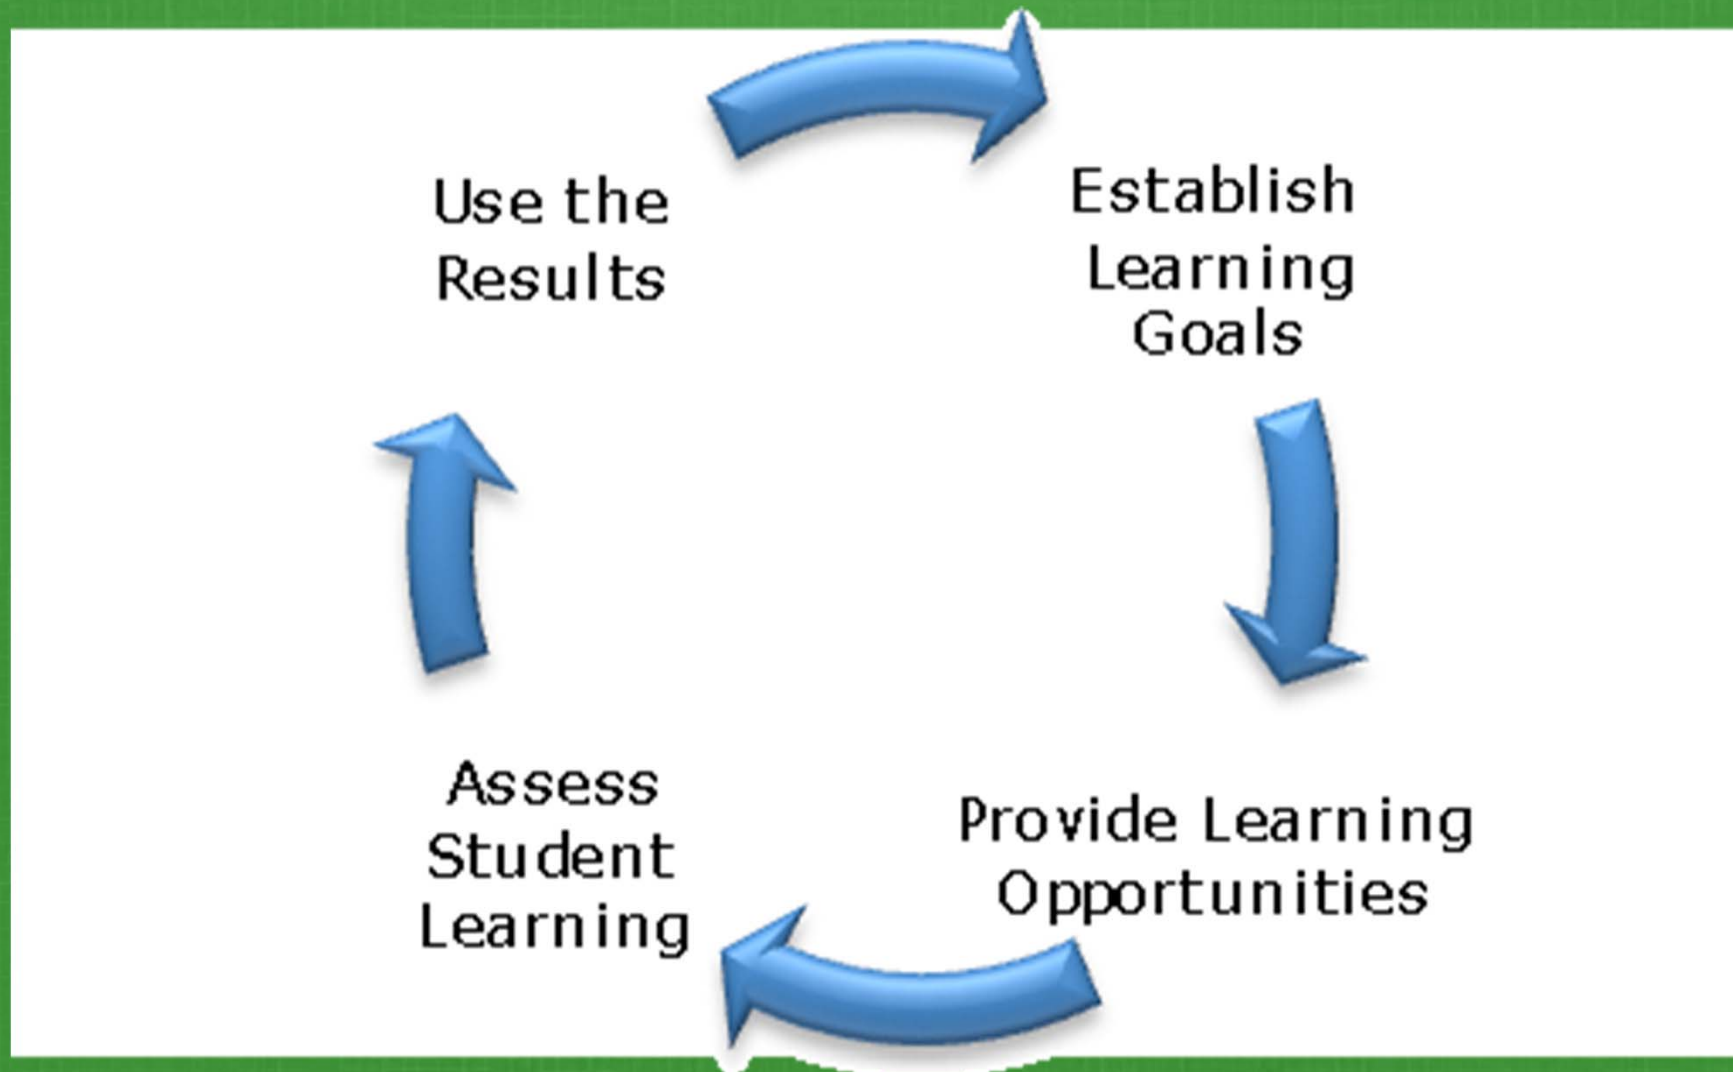 Use the
Results
Establish
Learning
Goals
Assess
Student
Learning
Provide Learning
Opportunities